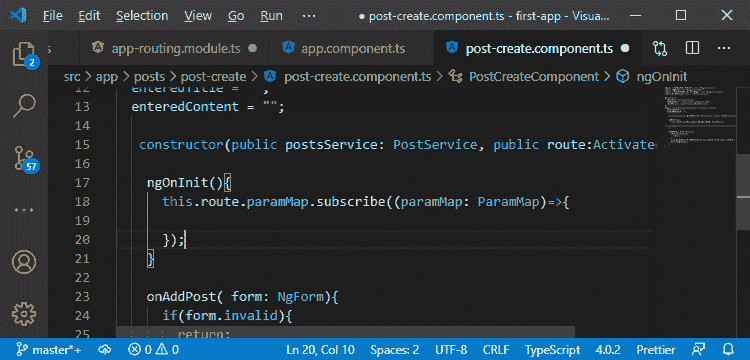 File Edit Selection View Go Run ··· ● post-create.component.ts - first-app - Visua...
s app-routing.module.ts ● app.component.ts post-create.component.ts ●
src > app > posts > post-create > post-create.component.ts > PostCreateComponent > ngOnInit
12 enteredTitle = "";
13 enteredContent = "";
14
15 constructor(public postsService: PostService, public route:Activate
16
17 ngOnInit(){
18 this.route.paramMap.subscribe((paramMap: ParamMap)=>{
19
20 });
21 }
22
23 onAddPost( form: NgForm){
24 if(form.invalid){
25 return;
2
57
master*+ 0 0 Ln 20, Col 10 Spaces: 2 UTF-8 CRLF TypeScript 4.0.2 Prettier